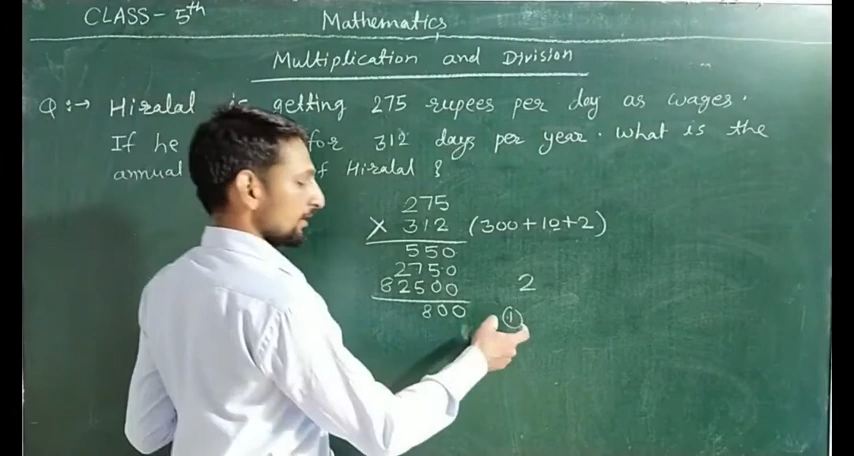 CLASS - 5th
Mathematics
Multiplication and Division
Q:→ Hiralal is getting 275 rupees per day as wages.
If he for 312 days per year. What is the
annual of Hiralal ?
275
× 312 (300+10+2)
550
2750
82500 2
800 1